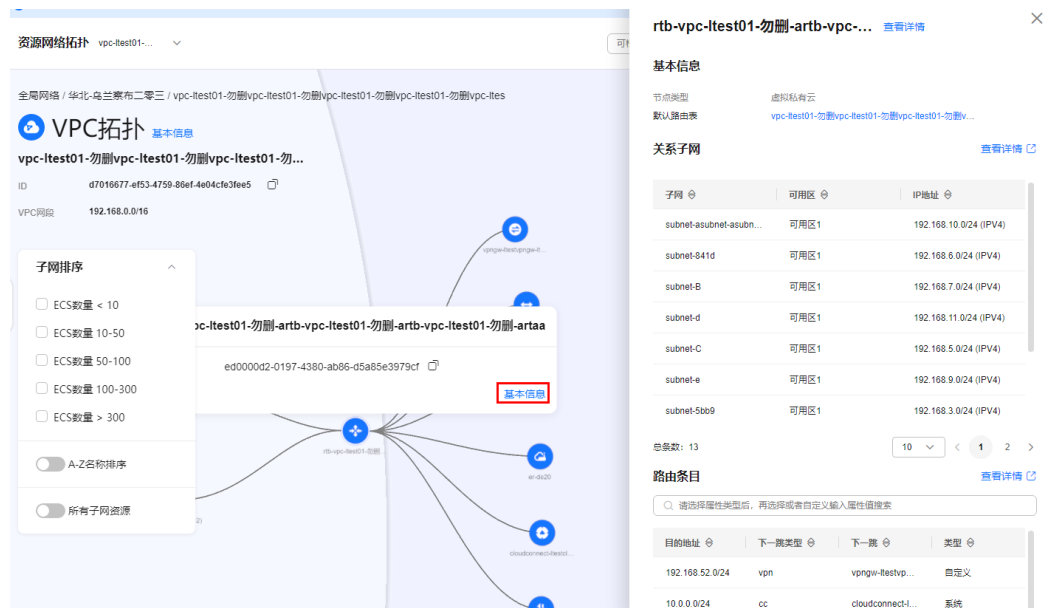 资源网络拓扑 vpc-ltest01-...
全局网络 / 华北-乌兰察布二零三 / vpc-ltest01-勿删vpc-ltest01-勿删vpc-ltest01-勿删vpc-ltest01-勿删vpc-ltes
VPC拓扑 基本信息
vpc-ltest01-勿删vpc-ltest01-勿删vpc-ltest01-勿...
ID d7016677-ef53-4759-86ef-4e04cfe3fee5
VPC网段 192.168.0.0/16
子网排序
ECS数量 < 10
ECS数量 10-50
ECS数量 50-100
ECS数量 100-300
ECS数量 > 300
A-Z名称排序
所有子网资源
vpngw-ltestvpngw-lt...
pc-ltest01-勿删-artb-vpc-ltest01-勿删-artb-vpc-ltest01-勿删-artaa
ed0000d2-0197-4380-ab86-d5a85e3979cf
基本信息
rtb-vpc-ltest01-勿删...
er-da20
cloudconnect-ltestcl...
rtb-vpc-ltest01-勿删-artb-vpc-... 查看详情
基本信息
节点类型 虚拟私有云
默认路由表 vpc-ltest01-勿删vpc-ltest01-勿删vpc-ltest01-勿删v...
关系子网 查看详情
子网 可用区 IP地址
subnet-asubnet-asubn... 可用区1 192.168.10.0/24 (IPV4)
subnet-841d 可用区1 192.168.6.0/24 (IPV4)
subnet-B 可用区1 192.168.7.0/24 (IPV4)
subnet-d 可用区1 192.168.11.0/24 (IPV4)
subnet-C 可用区1 192.168.5.0/24 (IPV4)
subnet-e 可用区1 192.168.9.0/24 (IPV4)
subnet-5bb9 可用区1 192.168.3.0/24 (IPV4)
总条数: 13 10 1 2
路由条目 查看详情
请选择属性类型后，再选择或者自定义输入属性值搜索
目的地址 下一跳类型 下一跳 类型
192.168.52.0/24 vpn vpngw-ltestvp... 自定义
10.0.0.0/24 cc cloudconnect-l... 系统